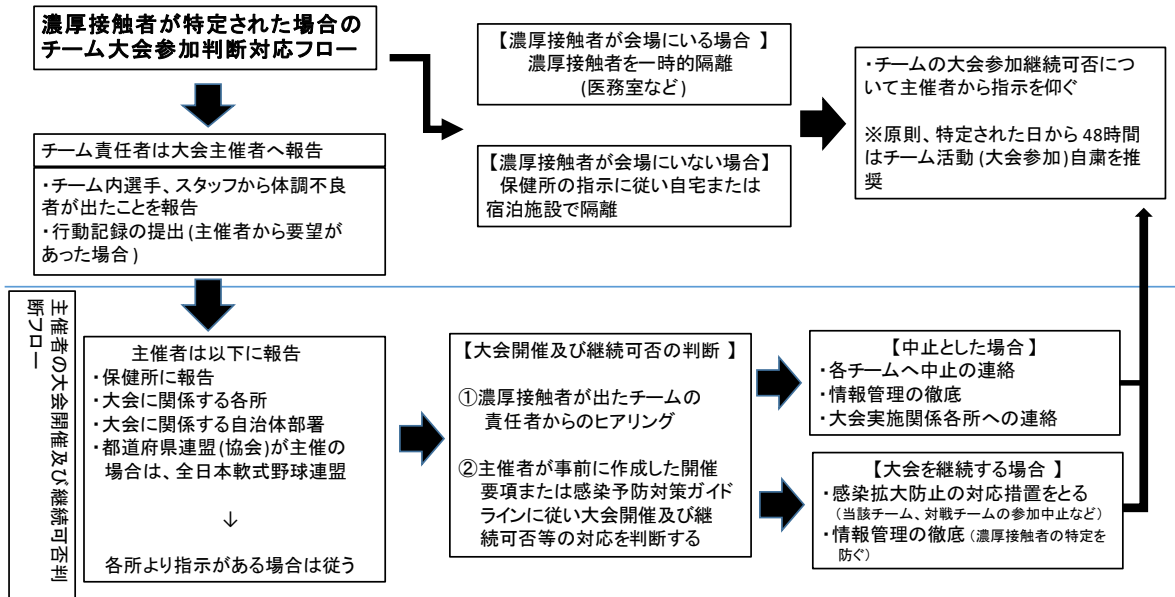 濃厚接触者が特定された場合の
チーム大会参加判断対応フロー
チーム責任者は大会主催者へ報告
・チーム内選手、スタッフから体調不良
者が出たことを報告
・行動記録の提出(主催者から要望が
あった場合)
【濃厚接触者が会場にいる場合 】
濃厚接触者を一時的隔離
(医務室など)
【濃厚接触者が会場にいない場合】
保健所の指示に従い自宅または
宿泊施設で隔離
・チームの大会参加継続可否につ
いて主催者から指示を仰ぐ
※原則、特定された日から 48時間
はチーム活動 (大会参加)自粛を推
奨
主催者の大会開催及び継続可否判
断フロー
主催者は以下に報告
・保健所に報告
・大会に関係する各所
・大会に関係する自治体部署
・都道府県連盟(協会)が主催の
場合は、全日本軟式野球連盟
↓
各所より指示がある場合は従う
【大会開催及び継続可否の判断 】
①濃厚接触者が出たチームの
責任者からのヒアリング
②主催者が事前に作成した開催
要項または感染予防対策ガイド
ラインに従い大会開催及び継
続可否等の対応を判断する
【中止とした場合 】
・各チームへ中止の連絡
・情報管理の徹底
・大会実施関係各所への連絡
【大会を継続する場合 】
・感染拡大防止の対応措置をとる
(当該チーム、対戦チームの参加中止など)
・情報管理の徹底 (濃厚接触者の特定を
防ぐ)